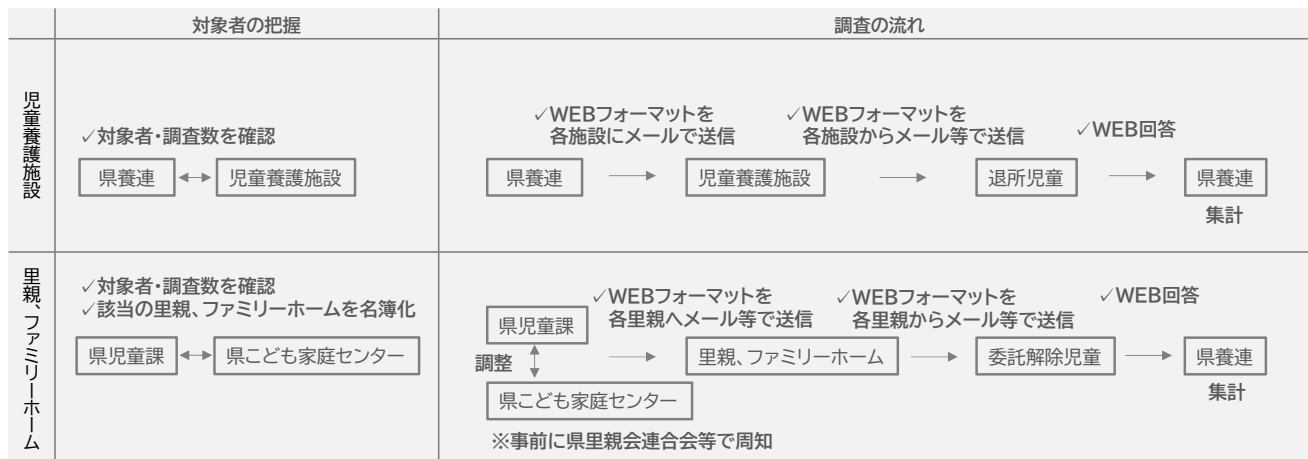 対象者の把握
調査の流れ
児童養護施設
✓対象者・調査数を確認
県養連
児童養護施設
✓WEBフォーマットを
各施設にメールで送信
✓WEBフォーマットを
各施設からメール等で送信
✓WEB回答
県養連
児童養護施設
退所児童
県養連
集計
里親、ファミリーホーム
✓対象者・調査数を確認
✓該当の里親、ファミリーホームを名簿化
県児童課
県こども家庭センター
✓WEBフォーマットを
各里親へメール等で送信
✓WEBフォーマットを
各里親からメール等で送信
✓WEB回答
県児童課
調整
県こども家庭センター
里親、ファミリーホーム
委託解除児童
県養連
集計
※事前に県里親会連合会等で周知